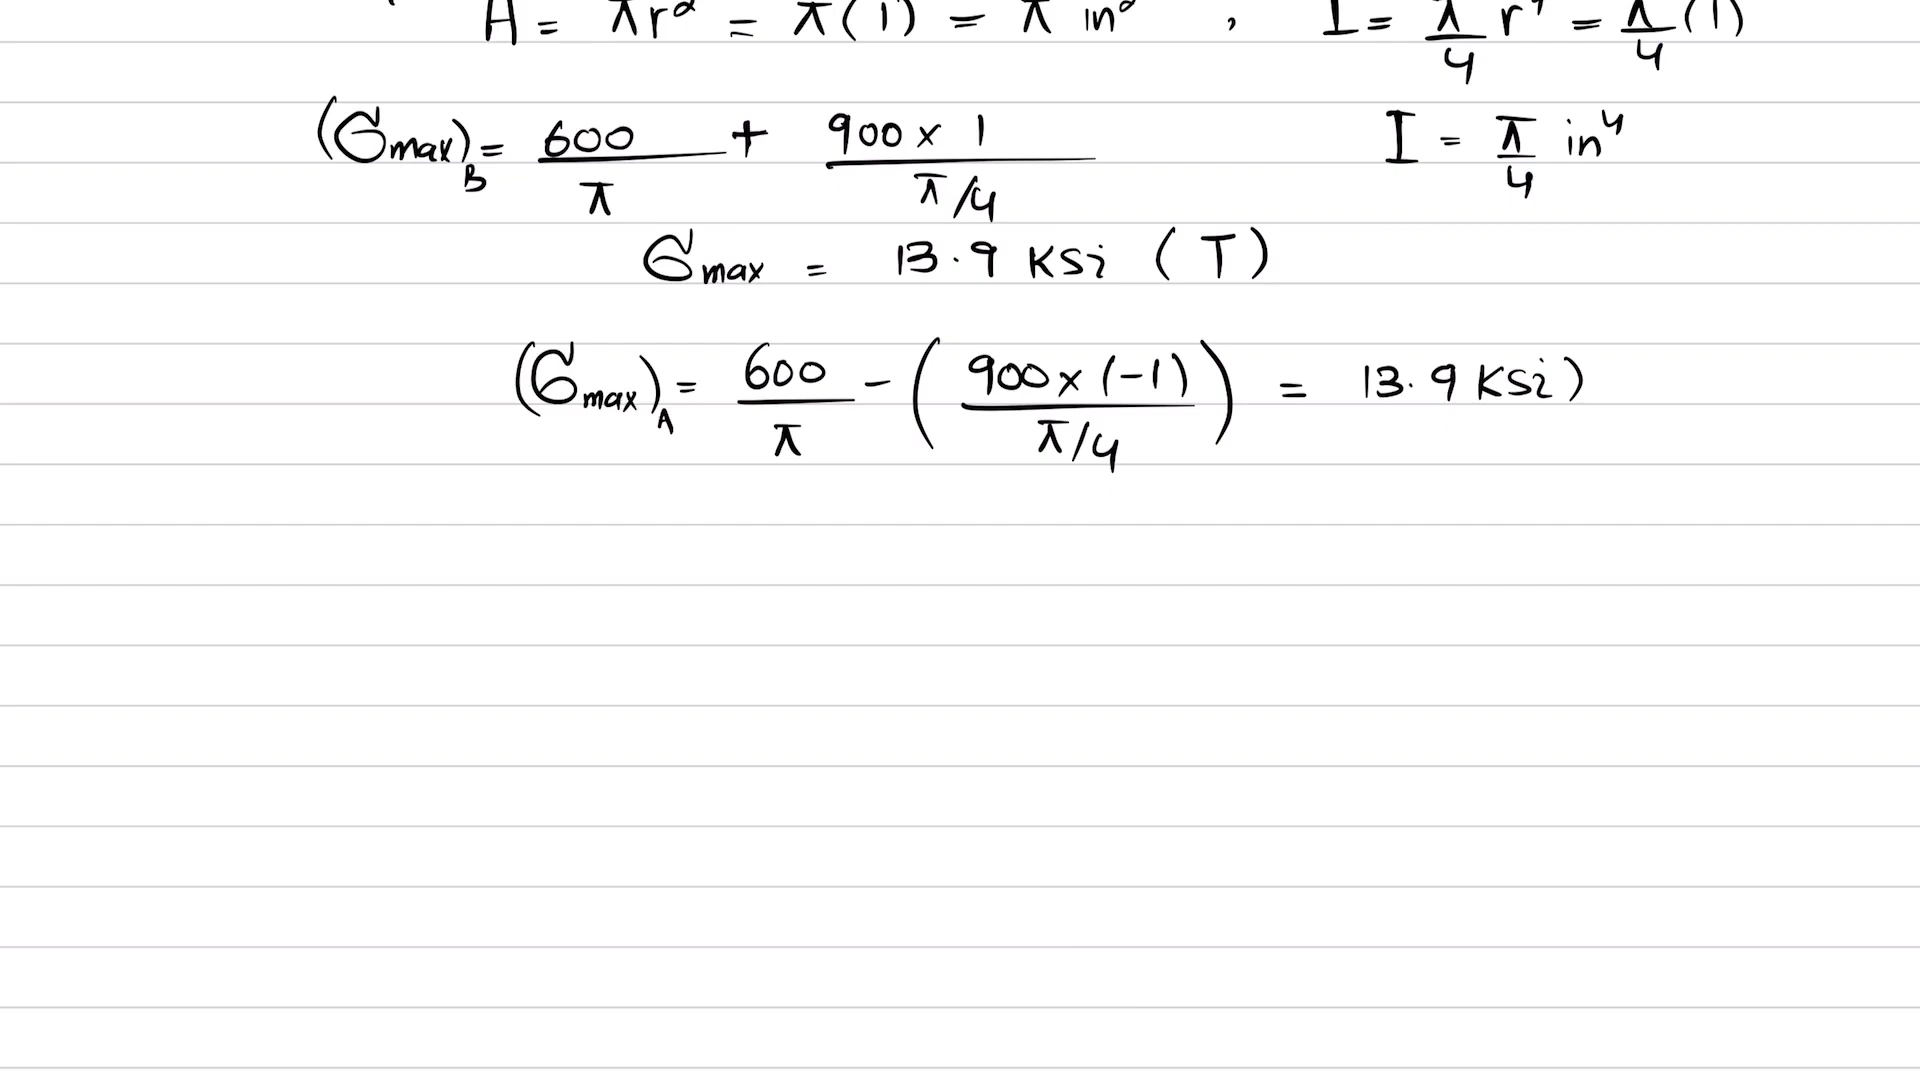 A = πr² = π(1) = π in² , I = π/4 r⁴ = π/4 (1)
(σmax)B = 600/π + 900 x 1/π/4 I = π/4 in⁴
σmax = 13.9 Ksi (T)
(σmax)A = 600/π - (900 x (-1)/π/4) = 13.9 Ksi)